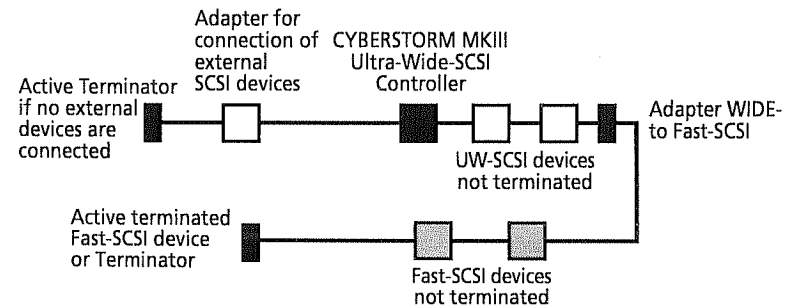 Adapter for
connection of
external
SCSI devices
CYBERSTORM MKIII
Ultra-Wide-SCSI
Controller
Active Terminator
if no external
devices are
connected
Adapter WIDE-
to Fast-SCSI
UW-SCSI devices
not terminated
Active terminated
Fast-SCSI device
or Terminator
Fast-SCSI devices
not terminated